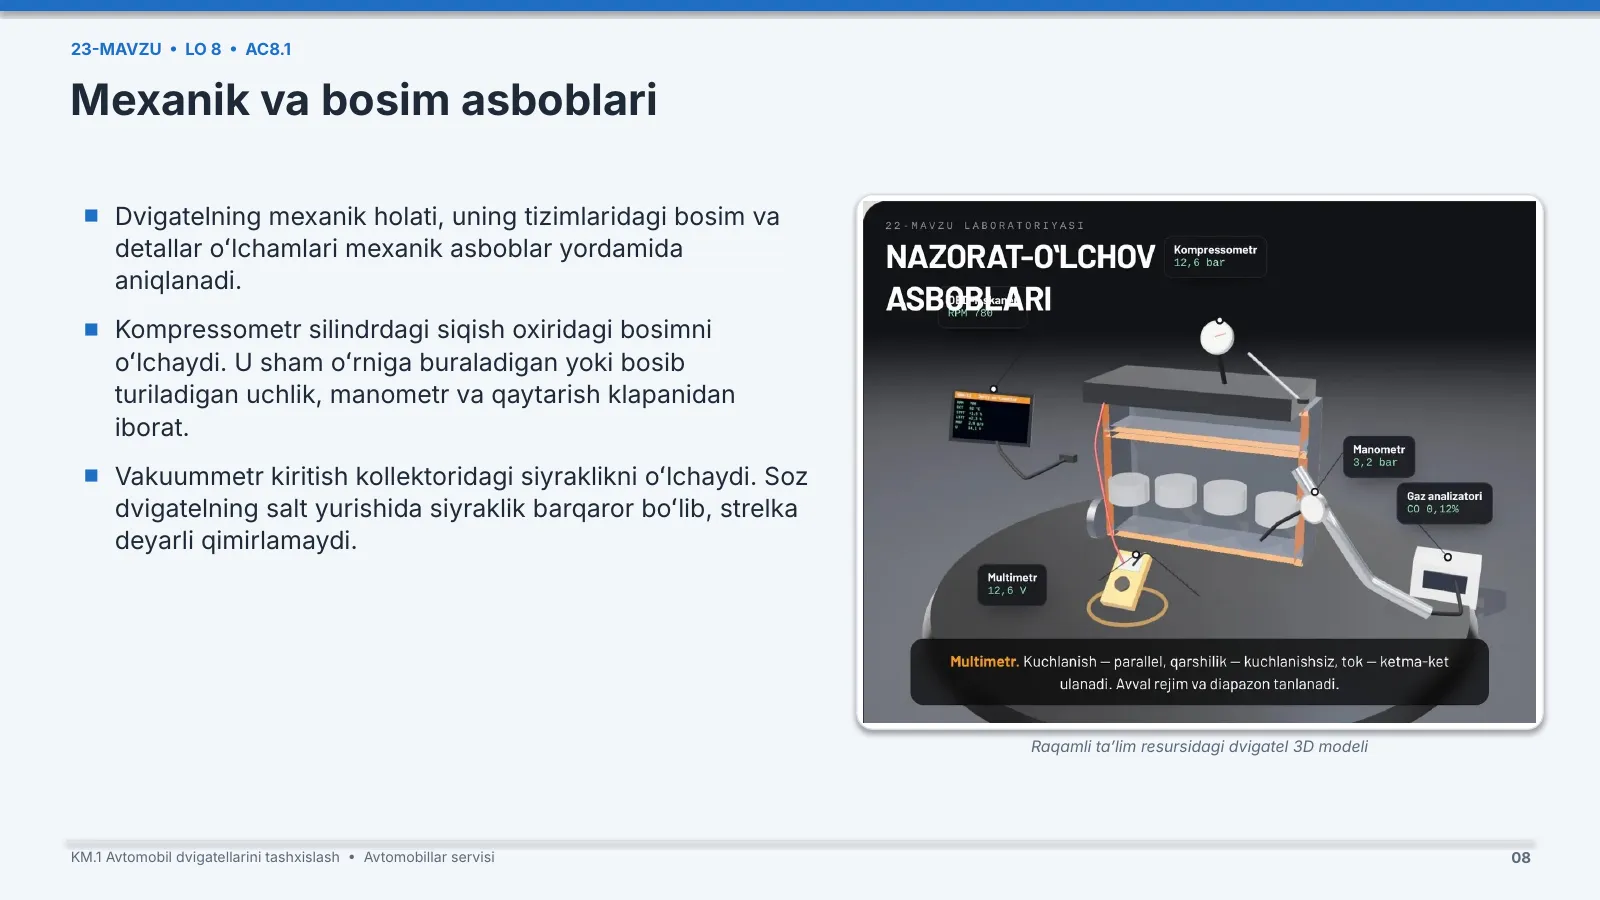 23-MAVZU • LO 8 • AC8.1
Mexanik va bosim asboblari
Dvigatelning mexanik holati, uning tizimlaridagi bosim va
detallar oʻlchamlari mexanik asboblar yordamida
aniqlanadi.
Kompressometr silindrdagi siqish oxiridagi bosimni
oʻlchaydi. U sham oʻrniga buraladigan yoki bosib
turiladigan uchlik, manometr va qaytarish klapanidan
iborat.
Vakuummetr kiritish kollektoridagi siyraklikni oʻlchaydi. Soz
dvigatelning salt yurishida siyraklik barqaror boʻlib, strelka
deyarli qimirlamaydi.
22-MAVZU LABORATORIYASI
NAZORAT-OʻLCHOV
ASBOBLARI
Kompressometr
12,6 bar
RPM 780
Manometr
3,2 bar
Gaz analizatori
CO 0,12%
Multimetr
12,6 V
Multimetr. Kuchlanish — parallel, qarshilik — kuchlanishsiz, tok — ketma-ket
ulanadi. Avval rejim va diapazon tanlanadi.
Raqamli taʼlim resursidagi dvigatel 3D modeli
KM.1 Avtomobil dvigatellarini tashxislash • Avtomobillar servisi
08